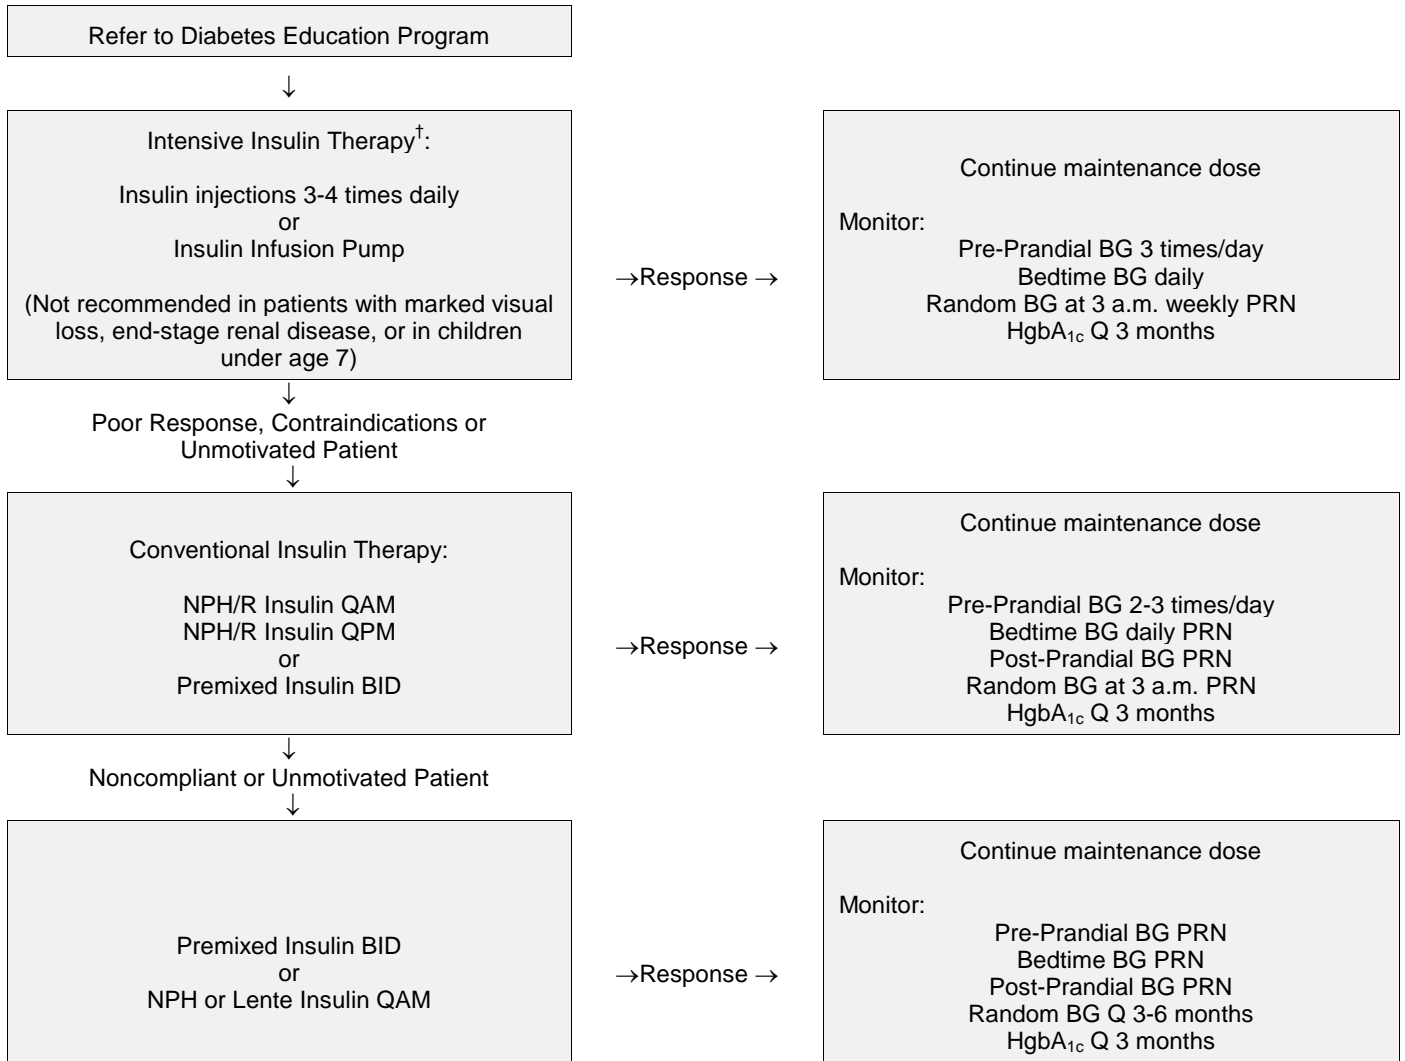 Refer to Diabetes Education Program
↓
Intensive Insulin Therapy†:
Insulin injections 3-4 times daily
or
Insulin Infusion Pump
(Not recommended in patients with marked visual
loss, end-stage renal disease, or in children
under age 7)
→Response →
Continue maintenance dose
Monitor:
Pre-Prandial BG 3 times/day
Bedtime BG daily
Random BG at 3 a.m. weekly PRN
HgbA1c Q 3 months
↓
Poor Response, Contraindications or
Unmotivated Patient
↓
Conventional Insulin Therapy:
NPH/R Insulin QAM
NPH/R Insulin QPM
or
Premixed Insulin BID
→Response →
Continue maintenance dose
Monitor:
Pre-Prandial BG 2-3 times/day
Bedtime BG daily PRN
Post-Prandial BG PRN
Random BG at 3 a.m. PRN
HgbA1c Q 3 months
↓
Noncompliant or Unmotivated Patient
↓
Premixed Insulin BID
or
NPH or Lente Insulin QAM
→Response →
Continue maintenance dose
Monitor:
Pre-Prandial BG PRN
Bedtime BG PRN
Post-Prandial BG PRN
Random BG Q 3-6 months
HgbA1c Q 3 months